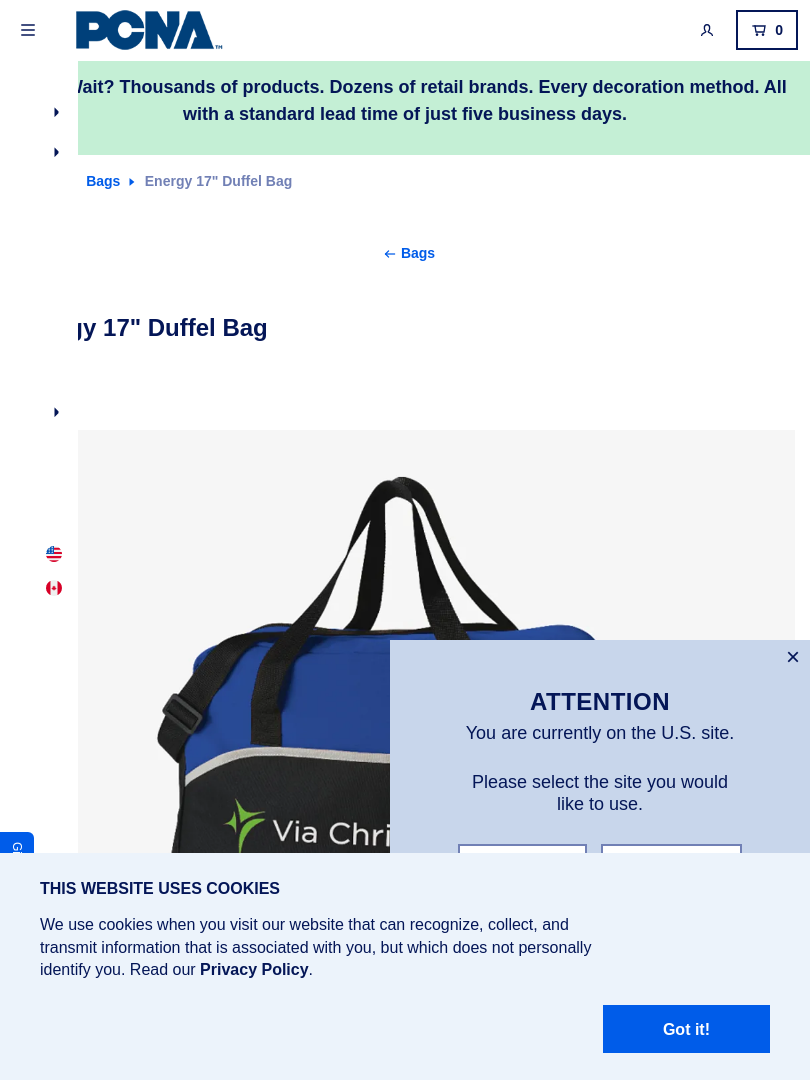 PCNA
0
Wait? Thousands of products. Dozens of retail brands. Every decoration method. All
with a standard lead time of just five business days.
Bags
Energy 17" Duffel Bag
Bags
gy 17" Duffel Bag
ATTENTION
You are currently on the U.S. site.
Please select the site you would
like to use.
Via Chri
THIS WEBSITE USES COOKIES
We use cookies when you visit our website that can recognize, collect, and
transmit information that is associated with you, but which does not personally
identify you. Read our Privacy Policy.
Got it!